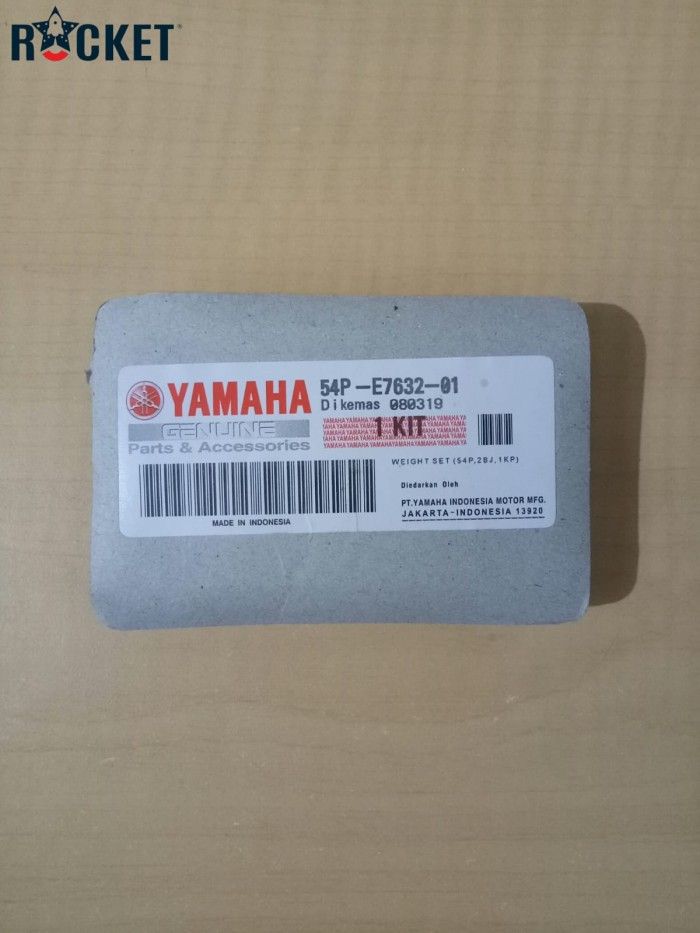 ROCKET
YAMAHA
GENUINE
Parts & Accessories
54P-E7632-01
Dikemas 080319
1 KIT
WEIGHT SET (54P,2BJ,1KP)
Diedarkan Oleh
PT.YAMAHA INDONESIA MOTOR MFG.
JAKARTA-INDONESIA 13920
MADE IN INDONESIA